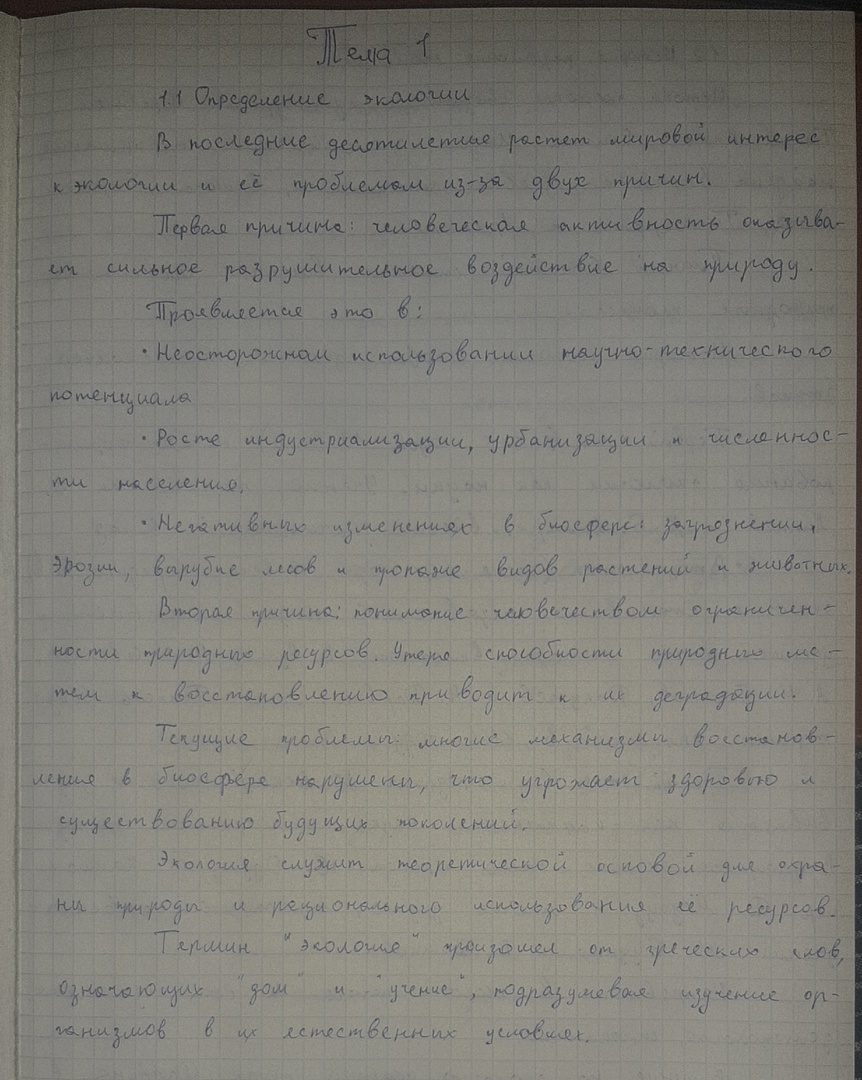 Тема 1
1.1 Определение экологии
В последние десятилетие растет мировой интерес
к экологии и её проблемам из-за двух причин.
Первая причина: человеческая активность оказыва-
ет сильное разрушительное воздействие на природу.
Проявляется это в:
• Неосторожном использовании научно-технического
потенциала
• Росте индустриализации, урбанизации и численнос-
ти населения.
• Негативных изменениях в биосфере: загрязнении,
эрозии, вырубке лесов и пропаже видов растений и животных.
Вторая причина: понимание человечеством ограничен-
ности природных ресурсов. Утеря способности природных ис-
тем к восстановлению приводит к их деградации.
Текущие проблемы: многие механизмы восстанов-
ления в биосфере нарушены, что угрожает здоровью и
существованию будущих поколений.
Экология служит теоретической основой для охра-
ны природы и рационального использования её ресурсов.
Термин "экология" произошел от греческих слов,
означающих "дом" и "учение", подразумевая изучение ор-
ганизмов в их естественных условиях.